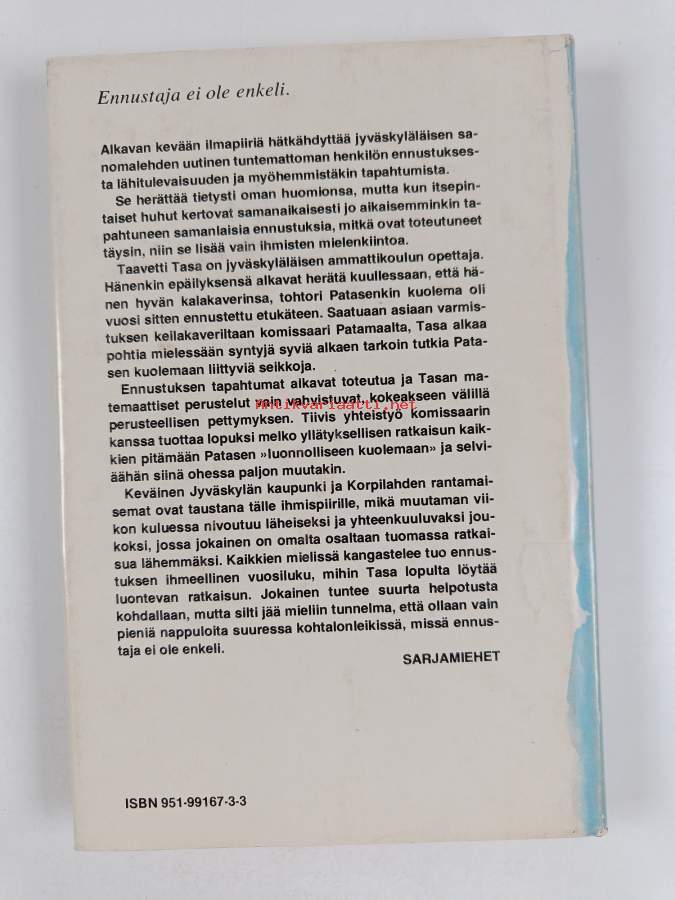 Ennustaja ei ole enkeli.
Alkavan kevään ilmapiiriä hätkähdyttää jyväskyläläisen sa-
nomalehden uutinen tuntemattoman henkilön ennustukses-
ta lähitulevaisuuden ja myöhemmistäkin tapahtumista.
Se herättää tietysti oman huomionsa, mutta kun itsepin-
taiset huhut kertovat samanaikaisesti jo aikaisemminkin ta-
pahtuneen samanlaisia ennustuksia, mitkä ovat toteutuneet
täysin, niin se lisää vain ihmisten mielenkiintoa.
Taavetti Tasa on jyväskyläläisen ammattikoulun opettaja.
Hänenkin epäilyksensä alkavat herätä kuullessaan, että hä-
nen hyvän kalakaverinsa, tohtori Patasenkin kuolema oli
vuosi sitten ennustettu etukäteen. Saatuaan asiaan varmis-
tuksen keilakaveriltaan komissaari Patamaalta, Tasa alkaa
pohtia mielessään syntyjä syviä alkaen tarkoin tutkia Pata-
sen kuolemaan liittyviä seikkoja.
Ennustuksen tapahtumat alkavat toteutua ja Tasan ma-
temaattiset perustelut vain vahvistuvat, kokeakseen välillä
antikvariaatti.net
perusteellisen pettymyksen. Tiivis yhteistyö komissaarin
kanssa tuottaa lopuksi melko yllätyksellisen ratkaisun kaik-
kien pitämään Patasen »luonnolliseen kuolemaan» ja selvi-
äähän siinä ohessa paljon muutakin.
Keväinen Jyväskylän kaupunki ja Korpilahden rantamai-
semat ovat taustana tälle ihmispiirille, mikä muutaman vii-
kon kuluessa nivoutuu läheiseksi ja yhteenkuuluvaksi jou-
koksi, jossa jokainen on omalta osaltaan tuomassa ratkai-
sua lähemmäksi. Kaikkien mielissä kangastelee tuo ennus-
tuksen ihmeellinen vuosiluku, mihin Tasa lopulta löytää
luontevan ratkaisun. Jokainen tuntee suurta helpotusta
kohdallaan, mutta silti jää mieliin tunnelma, että ollaan vain
pieniä nappuloita suuressa kohtalonleikissä, missä ennus-
taja ei ole enkeli.
SARJAMIEHET
ISBN 951-99167-3-3